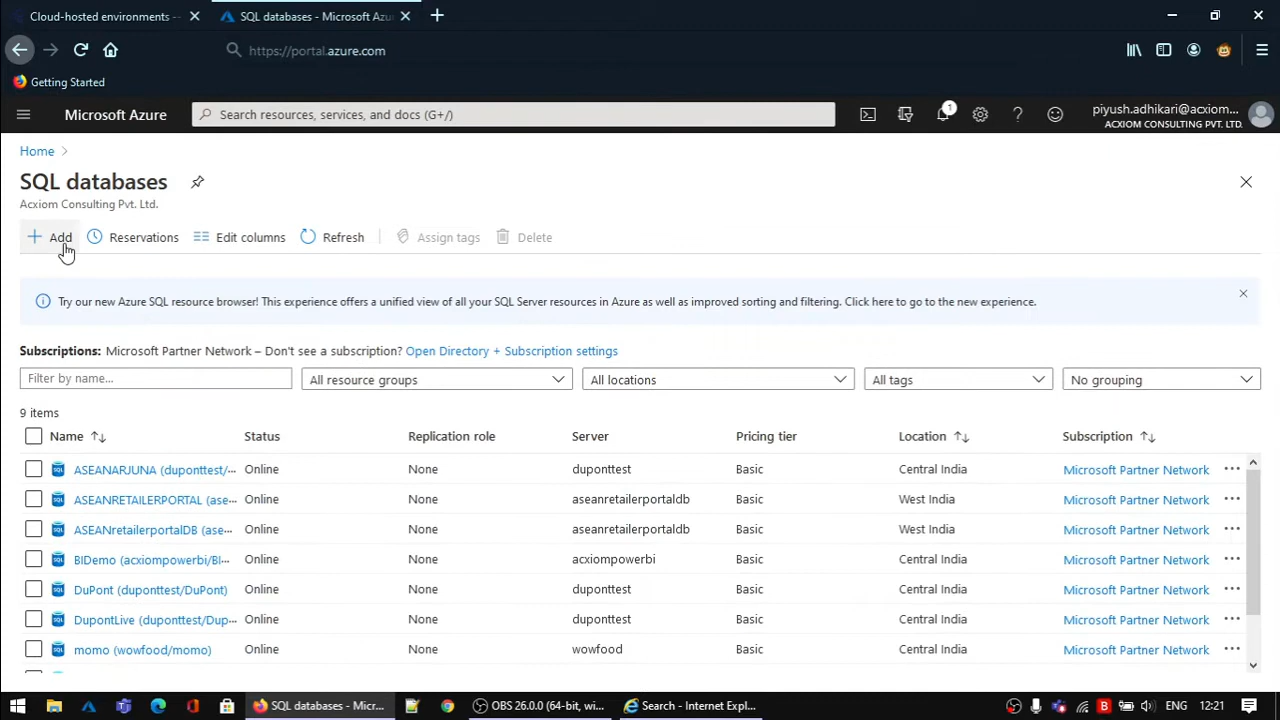 Cloud-hosted environments --
SQL databases - Microsoft Azu
https://portal.azure.com
Getting Started
Microsoft Azure
Search resources, services, and docs (G+/)
1
piyush.adhikari@acxiom...
ACXIOM CONSULTING PVT. LTD.
Home
SQL databases
Acxiom Consulting Pvt. Ltd.
Add
Reservations
Edit columns
Refresh
Assign tags
Delete
Try our new Azure SQL resource browser! This experience offers a unified view of all your SQL Server resources in Azure as well as improved sorting and filtering. Click here to go to the new experience.
Subscriptions: Microsoft Partner Network – Don't see a subscription? Open Directory + Subscription settings
Filter by name...
All resource groups
All locations
All tags
No grouping
9 items
Name Status Replication role Server Pricing tier Location Subscription
ASEANARJUNA (duponttest/... Online None duponttest Basic Central India Microsoft Partner Network
ASEANRETAILERPORTAL (ase... Online None aseanretailerportaldb Basic West India Microsoft Partner Network
ASEANretailerportalDB (ase... Online None aseanretailerportaldb Basic West India Microsoft Partner Network
BIDemo (acxiompowerbi/BI... Online None acxiompowerbi Basic Central India Microsoft Partner Network
DuPont (duponttest/DuPont) Online None duponttest Basic Central India Microsoft Partner Network
DupontLive (duponttest/Dup... Online None duponttest Basic Central India Microsoft Partner Network
momo (wowfood/momo) Online None wowfood Basic Central India Microsoft Partner Network
SQL databases - Micr...
OBS 26.0.0 (64-bit, wi...
Search - Internet Expl...
ENG
12:21